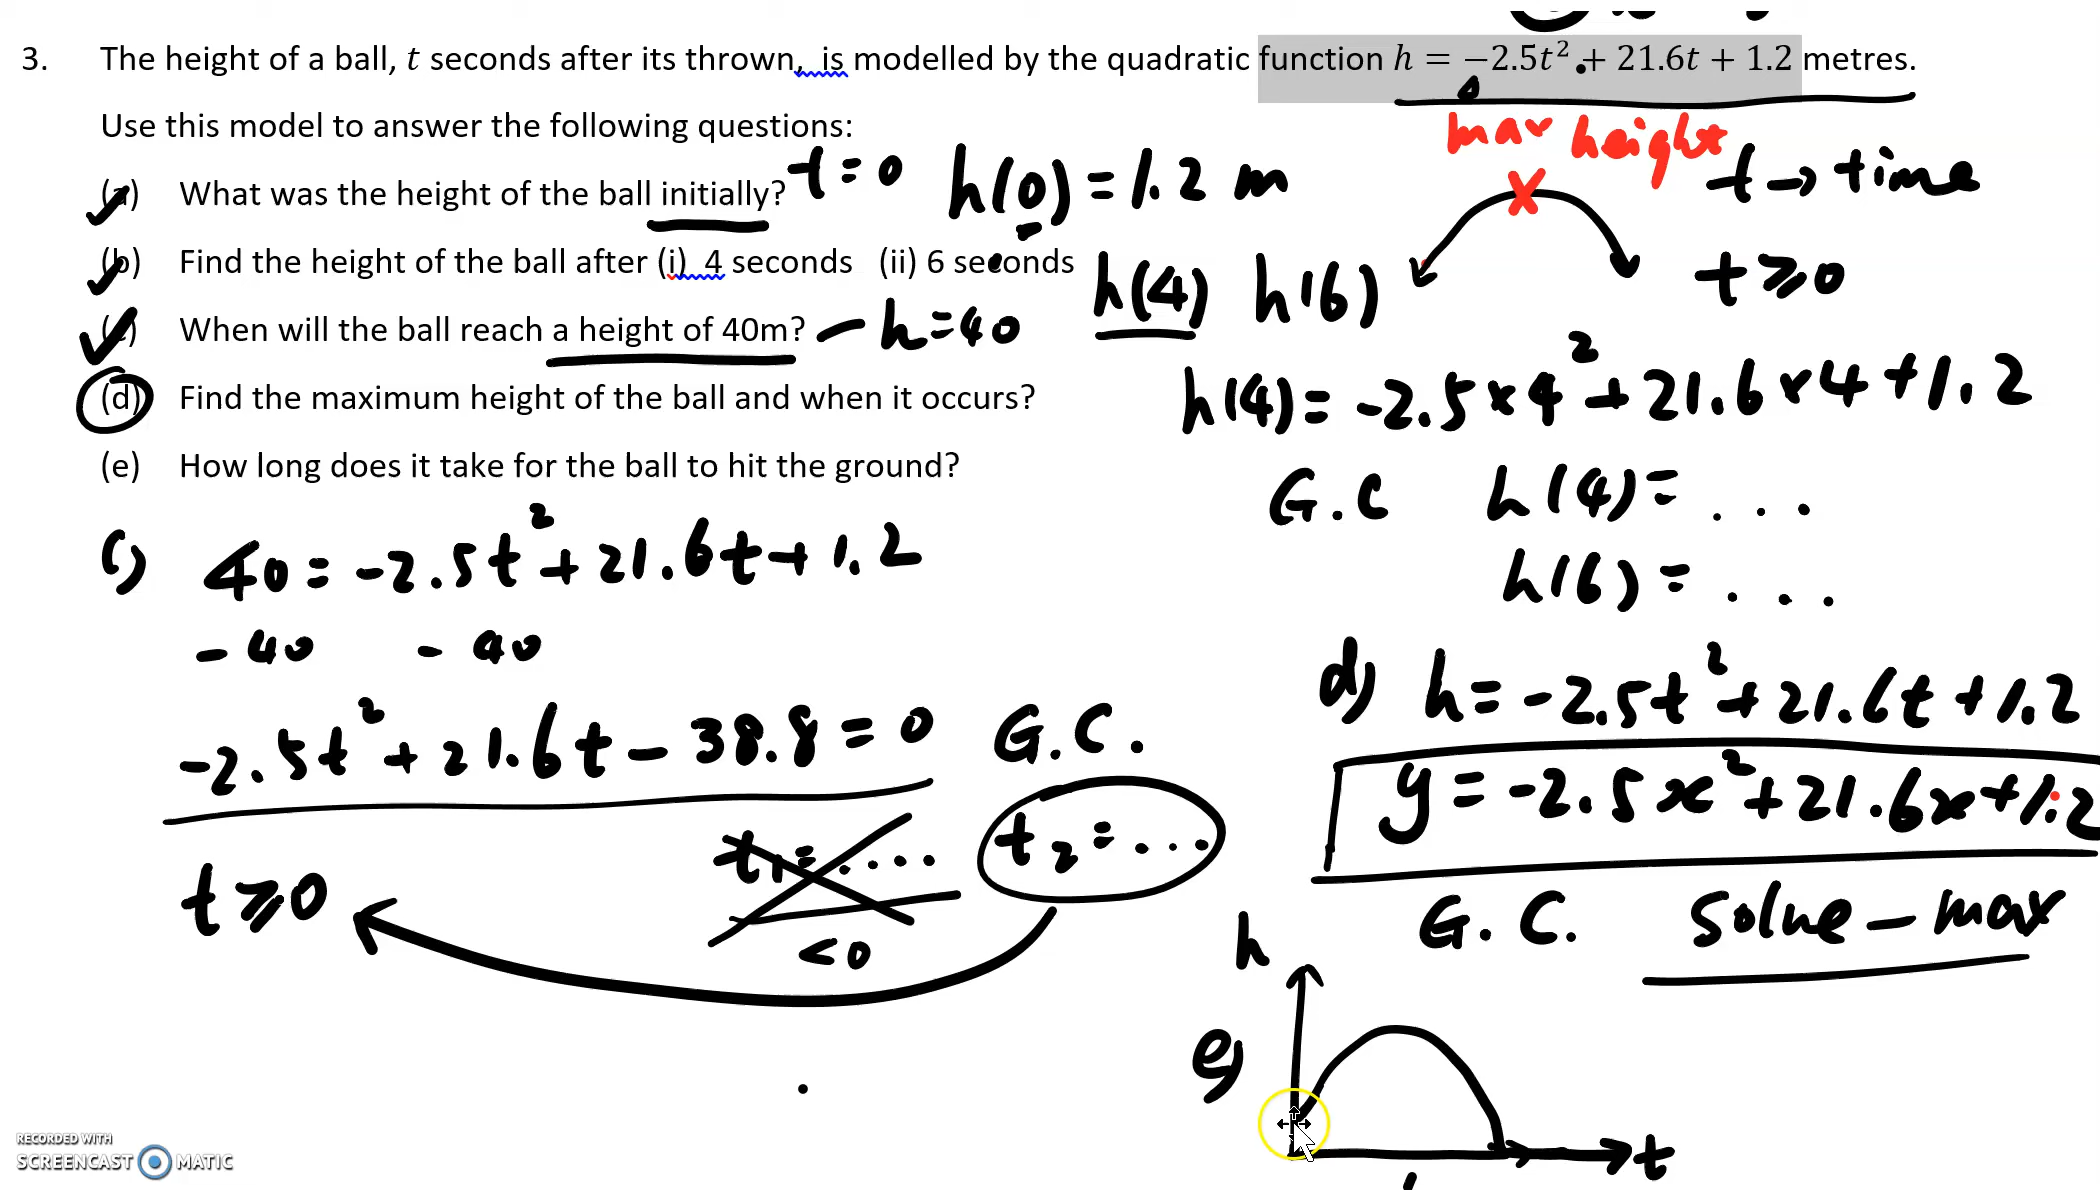 3. The height of a ball, t seconds after its thrown, is modelled by the quadratic function h = −2.5t² + 21.6t + 1.2 metres.
Use this model to answer the following questions:
max height
(a) What was the height of the ball initially? t=0 h(0)=1.2 m
t→time
(b) Find the height of the ball after (i) 4 seconds (ii) 6 seconds h(4) h(6)
t≥0
(c) When will the ball reach a height of 40m? – h=40
(d) Find the maximum height of the ball and when it occurs?
h(4)=-2.5×4²+21.6×4+1.2
(e) How long does it take for the ball to hit the ground?
G.C h(4)=...
h(6)=...
c) 40=-2.5t²+21.6t+1.2
-40 -40
-2.5t²+21.6t-38.8=0 G.C.
t₁=.... t₂=...
<0
t≥0
d) h=-2.5t²+21.6t+1.2
y=-2.5x²+21.6x+1.2
G.C. Solve-max
e)
h
t
RECORDED WITH
SCREENCAST MATIC